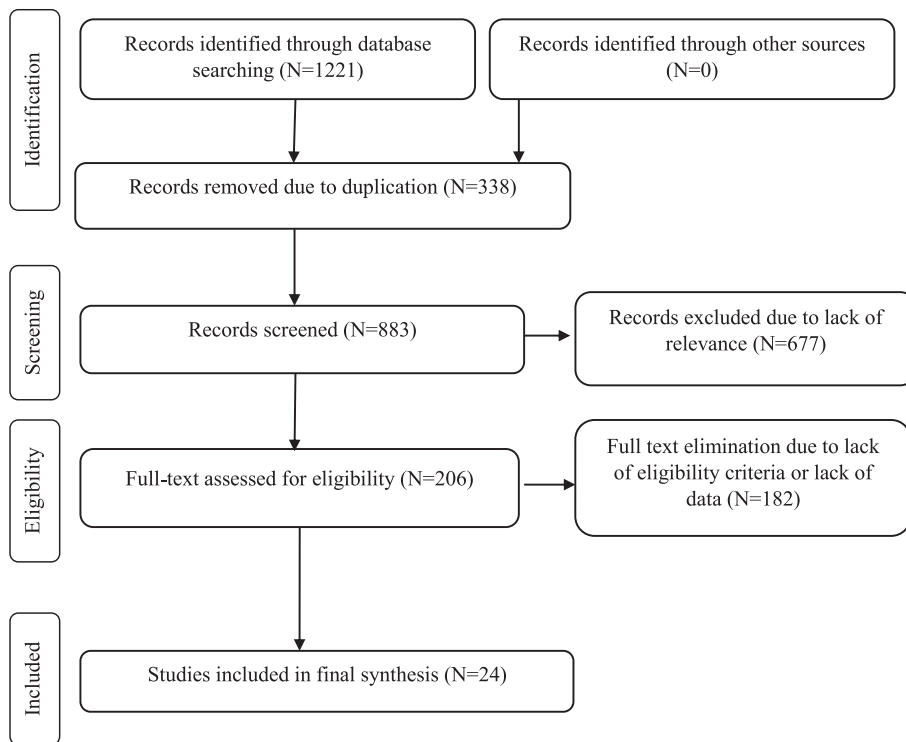 Identification
Records identified through database
searching (N=1221)
Records identified through other sources
(N=0)
Records removed due to duplication (N=338)
Screening
Records screened (N=883)
Records excluded due to lack of
relevance (N=677)
Eligibility
Full-text assessed for eligibility (N=206)
Full text elimination due to lack
of eligibility criteria or lack of
data (N=182)
Included
Studies included in final synthesis (N=24)